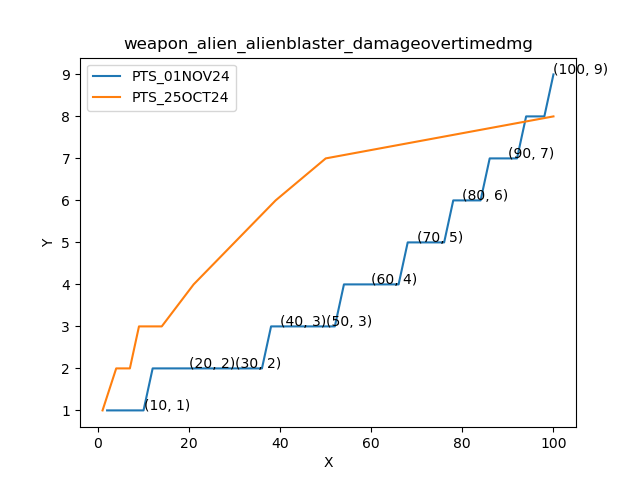 weapon_alien_alienblaster_damageovertimedmg
PTS_01NOV24
PTS_25OCT24
(100, 9)
(90, 7)
(80, 6)
(70, 5)
(60, 4)
(40, 3)(50, 3)
(20, 2)(30, 2)
(10, 1)
9
8
7
6
5
4
3
2
1
Y
0 20 40 60 80 100
X